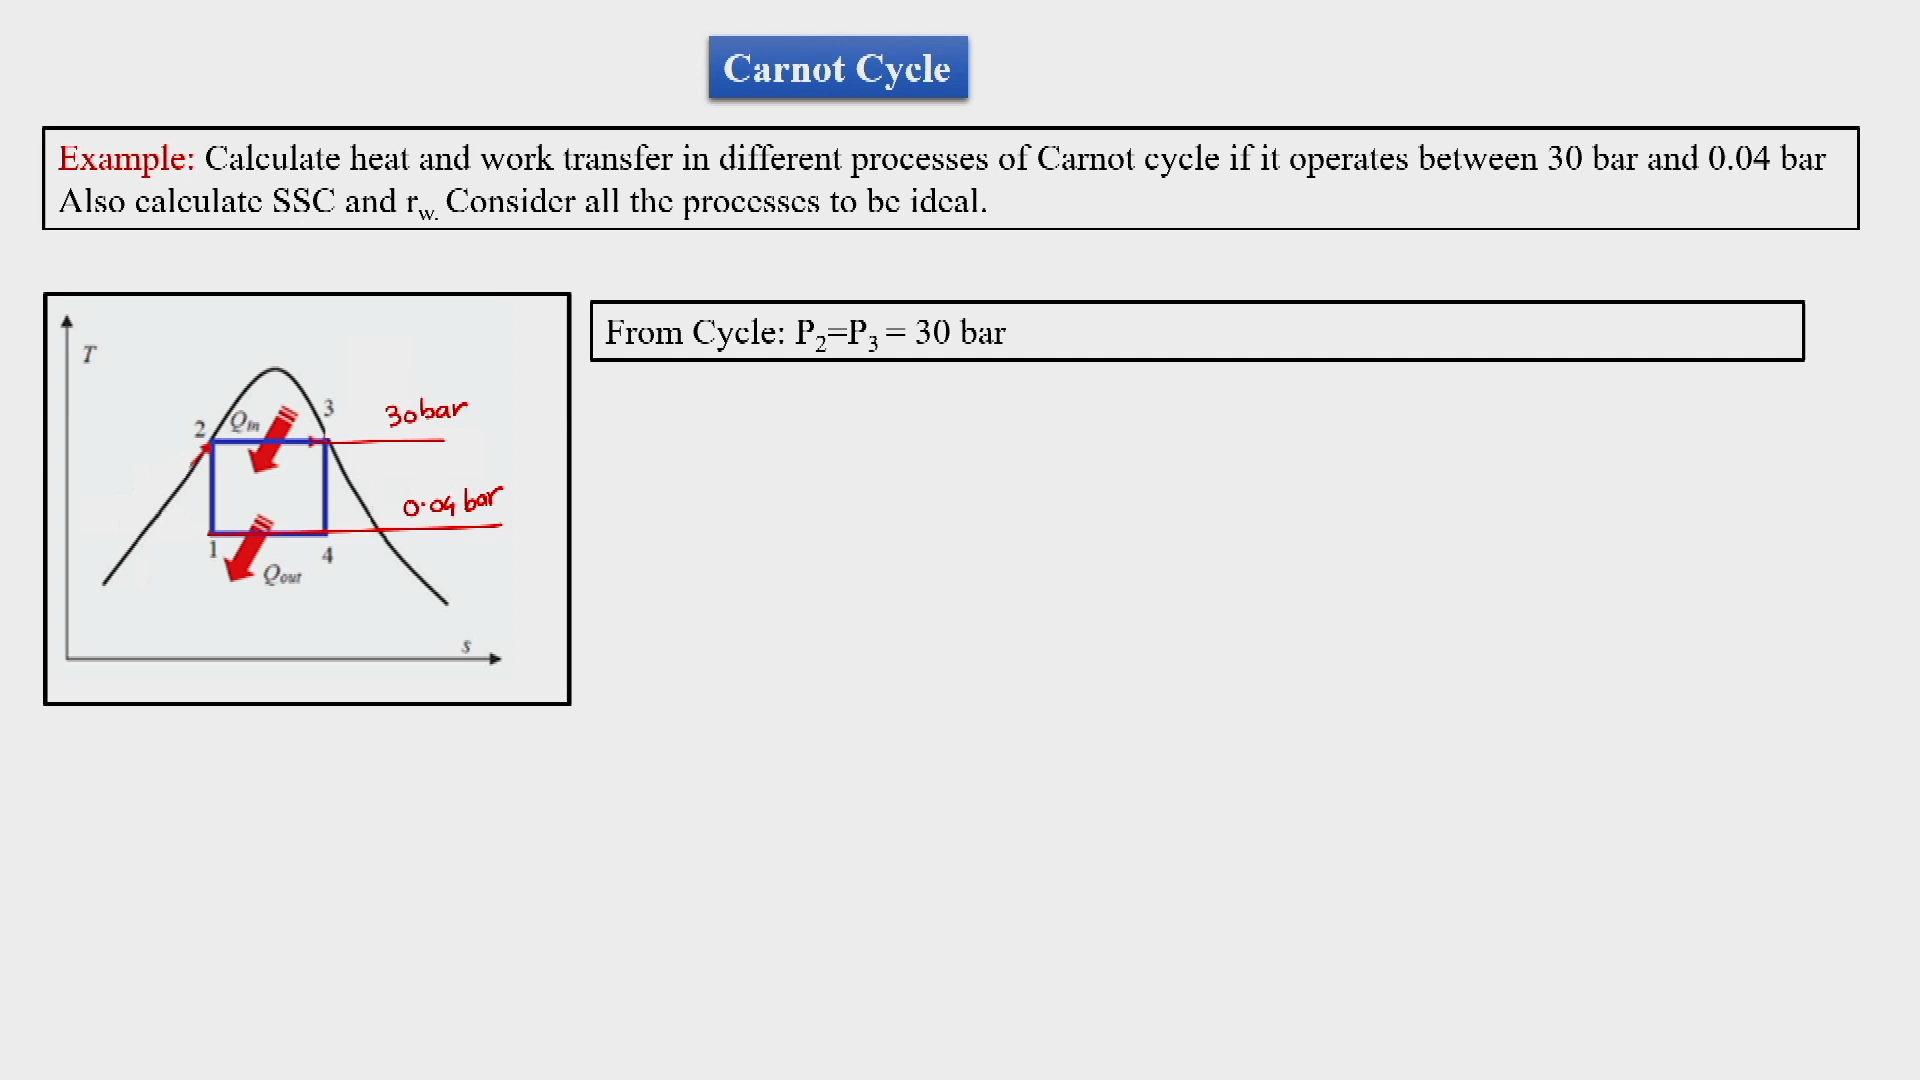 Carnot Cycle
Example: Calculate heat and work transfer in different processes of Carnot cycle if it operates between 30 bar and 0.04 bar
Also calculate SSC and rw. Consider all the processes to be ideal.
From Cycle: P2=P3 = 30 bar
T
2
Qin
3
30bar
0.04 bar
1
4
Qout
s